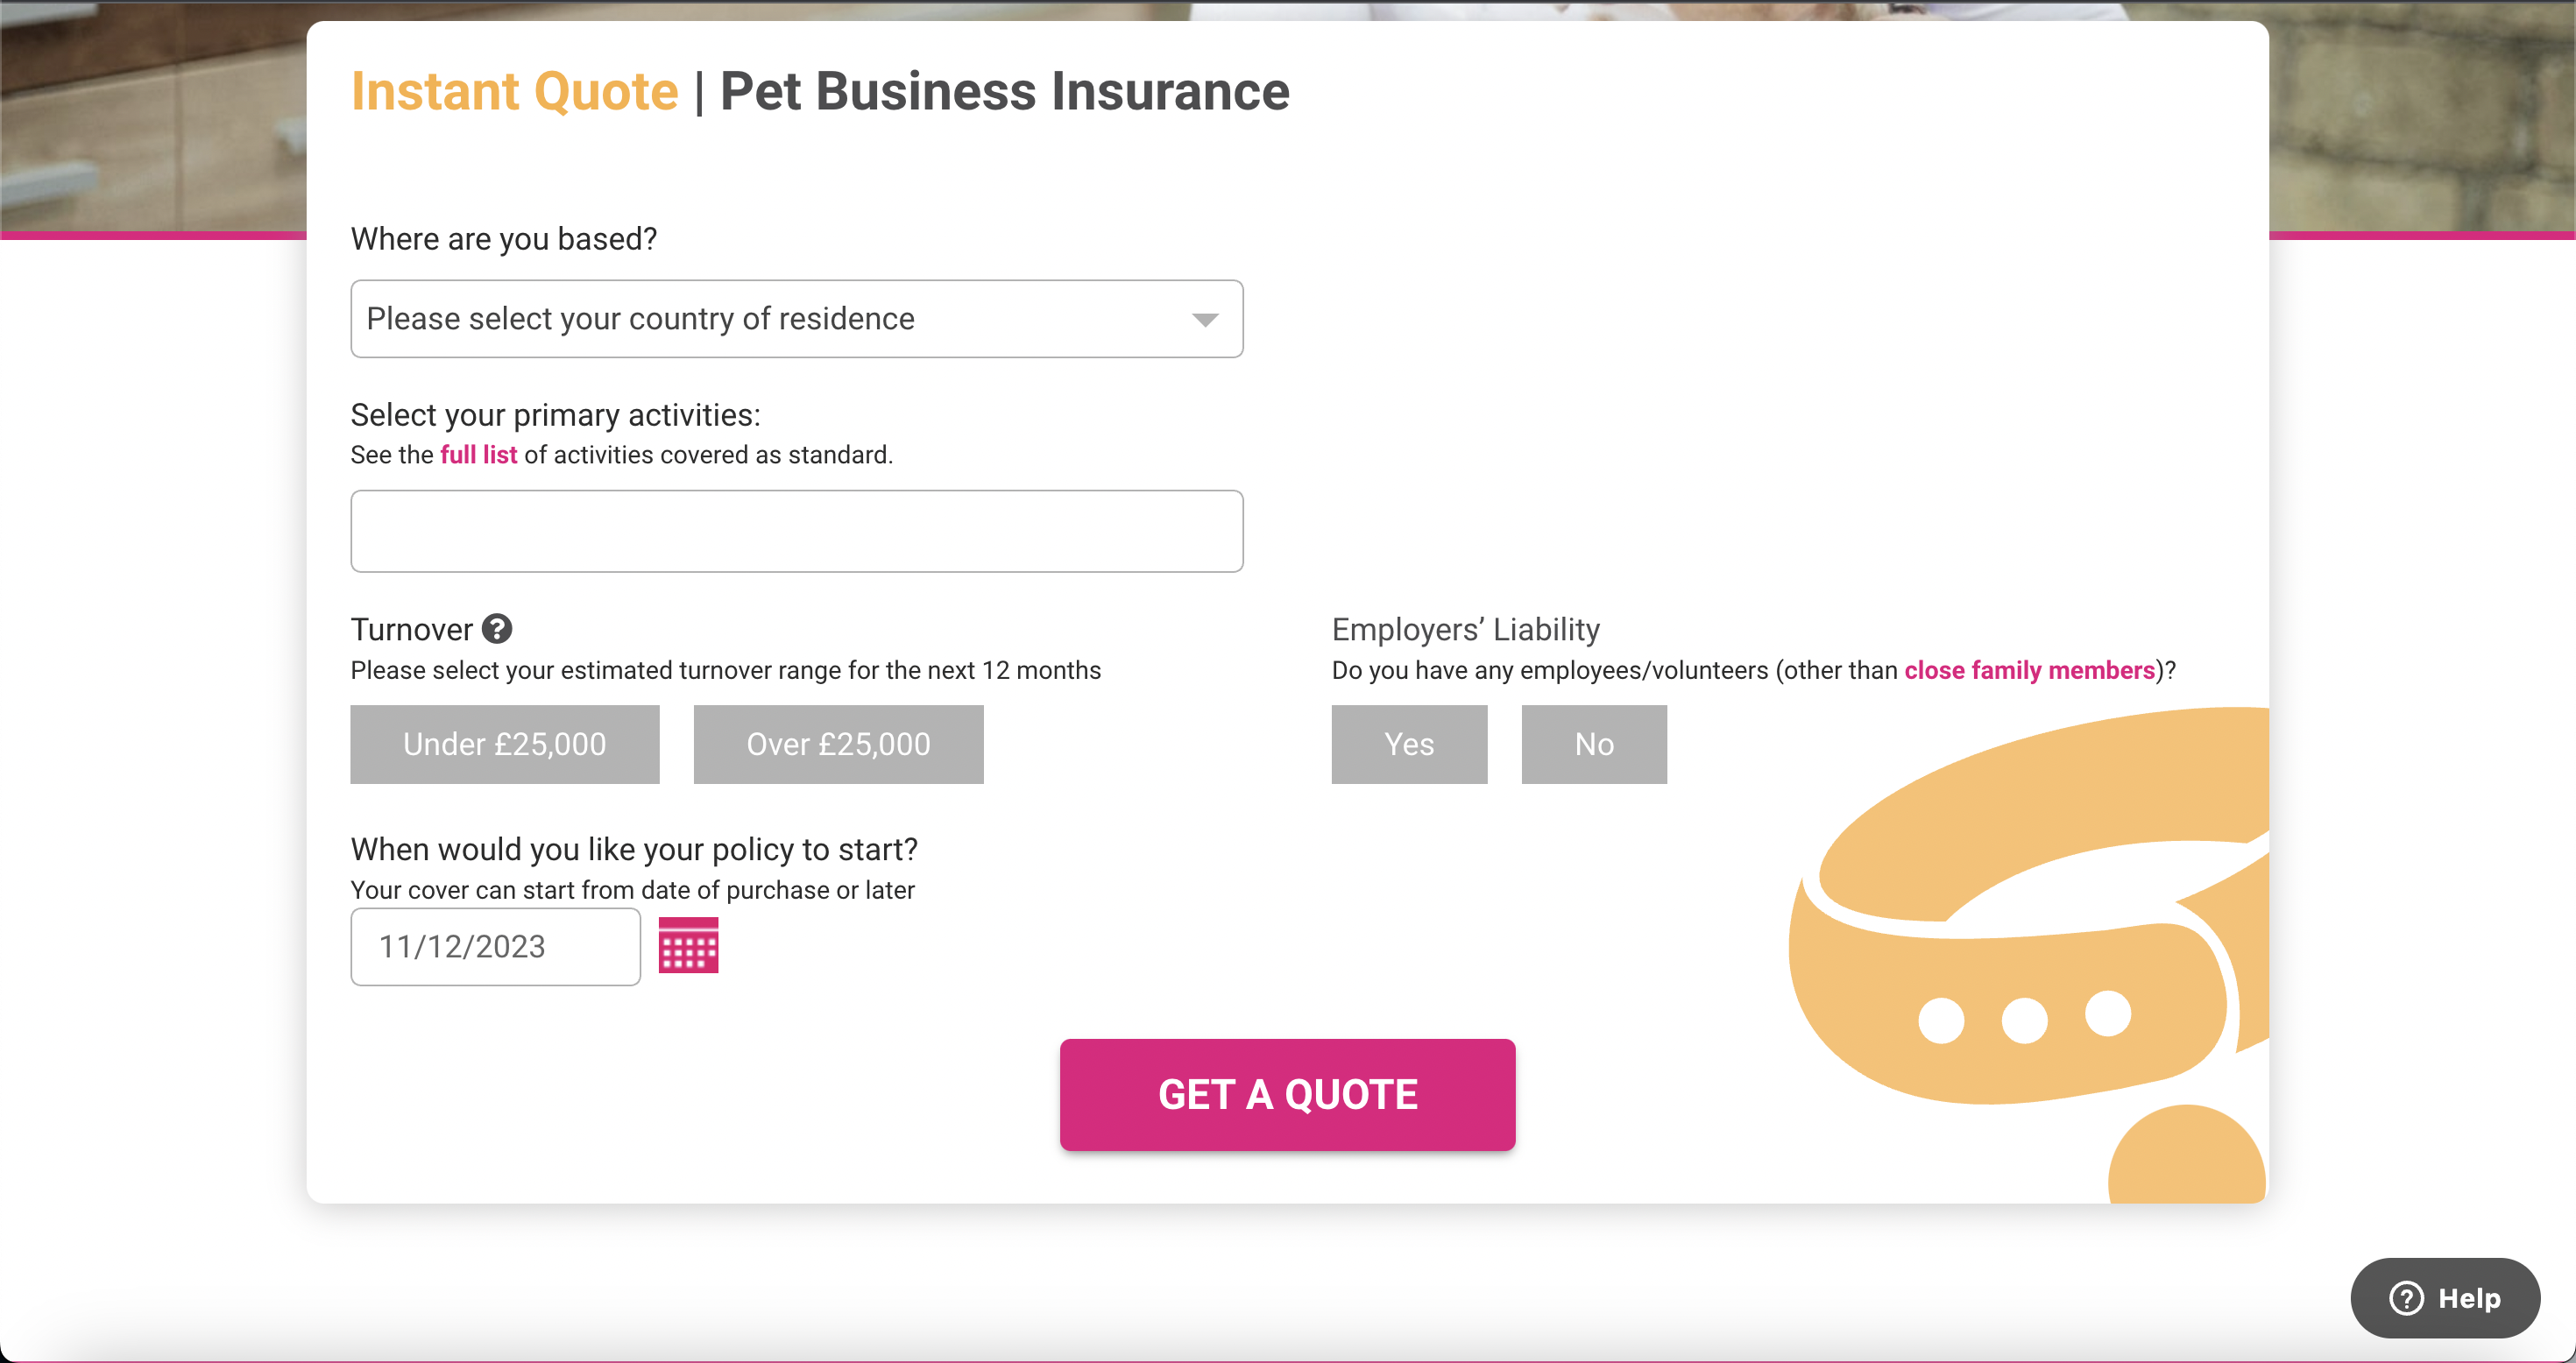 Instant Quote | Pet Business Insurance
Where are you based?
Please select your country of residence
Select your primary activities:
See the full list of activities covered as standard.
Turnover ?
Please select your estimated turnover range for the next 12 months
Under £25,000 Over £25,000
Employers’ Liability
Do you have any employees/volunteers (other than close family members)?
Yes No
When would you like your policy to start?
Your cover can start from date of purchase or later
11/12/2023
GET A QUOTE
? Help